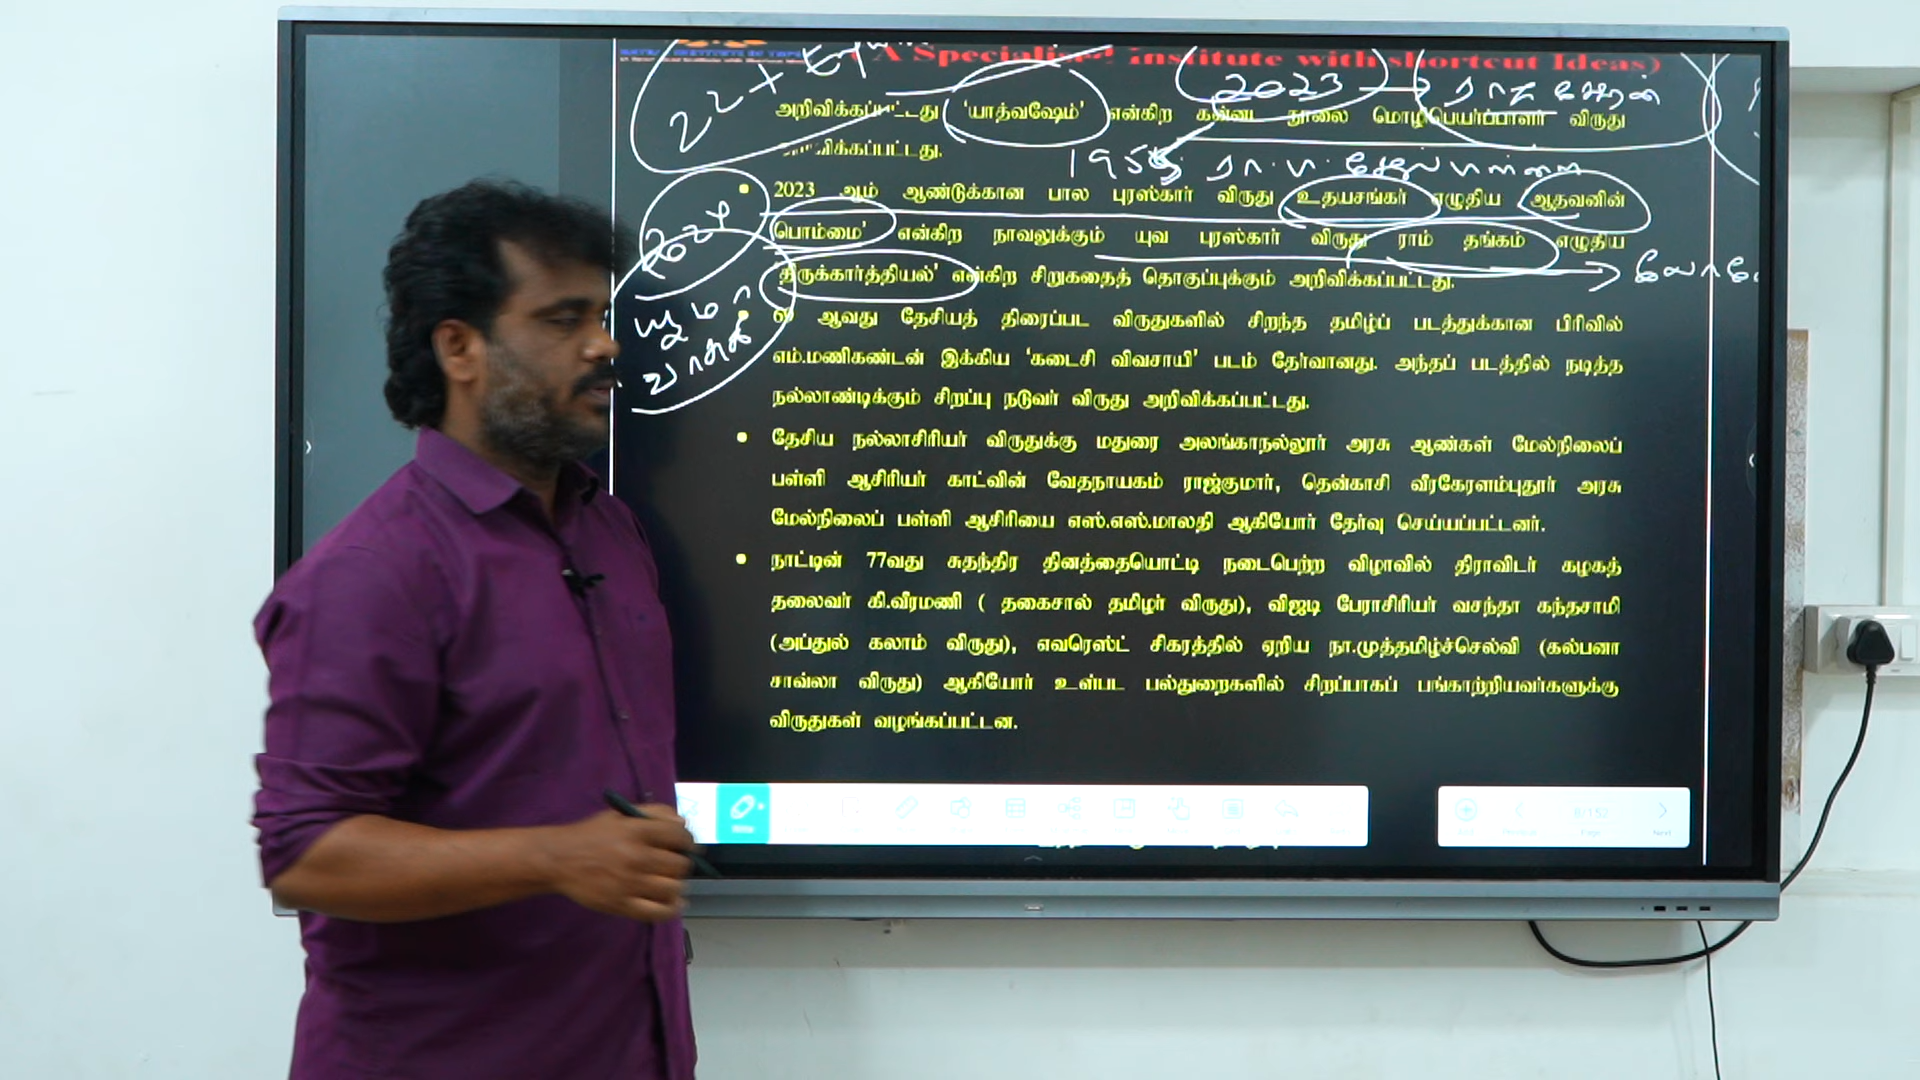 ( A Specialised Institute with shortcut Ideas)
22 +
2023 →
அறிவிக்கப்பட்டது 'யாத்வஷேம்' என்கிற கன்னட நூலை மொழிபெயர்ப்பாளர் விருது
அறிவிக்கப்பட்டது.
1955 ரா.பி. சேதுப்பிள்ளை
• 2023 ஆம் ஆண்டுக்கான பால புரஸ்கார் விருது உதயசங்கர் எழுதிய ஆதவனின்
2024
பொம்மை' என்கிற நாவலுக்கும் யுவ புரஸ்கார் விருது ராம் தங்கம் எழுதிய
'திருக்கார்த்தியல்' என்கிற சிறுகதைத் தொகுப்புக்கும் அறிவிக்கப்பட்டது.
யூமா
வாசுகி
• 69 ஆவது தேசியத் திரைப்பட விருதுகளில் சிறந்த தமிழ்ப் படத்துக்கான பிரிவில்
எம்.மணிகண்டன் இக்கிய 'கடைசி விவசாயி' படம் தேர்வானது. அந்தப் படத்தில் நடித்த
நல்லாண்டிக்கும் சிறப்பு நடுவர் விருது அறிவிக்கப்பட்டது.
• தேசிய நல்லாசிரியர் விருதுக்கு மதுரை அலங்காநல்லூர் அரசு ஆண்கள் மேல்நிலைப்
பள்ளி ஆசிரியர் காட்வின் வேதநாயகம் ராஜ்குமார், தென்காசி வீரகேரளம்புதூர் அரசு
மேல்நிலைப் பள்ளி ஆசிரியை எஸ்.எஸ்.மாலதி ஆகியோர் தேர்வு செய்யப்பட்டனர்.
• நாட்டின் 77வது சுதந்திர தினத்தையொட்டி நடைபெற்ற விழாவில் திராவிடர் கழகத்
தலைவர் கி.வீரமணி ( தகைசால் தமிழர் விருது), விஐடி பேராசிரியர் வசந்தா கந்தசாமி
(அப்துல் கலாம் விருது), எவரெஸ்ட் சிகரத்தில் ஏறிய நா.முத்தமிழ்ச்செல்வி (கல்பனா
சாவ்லா விருது) ஆகியோர் உள்பட பல்துறைகளில் சிறப்பாகப் பங்காற்றியவர்களுக்கு
விருதுகள் வழங்கப்பட்டன.
Page
Next